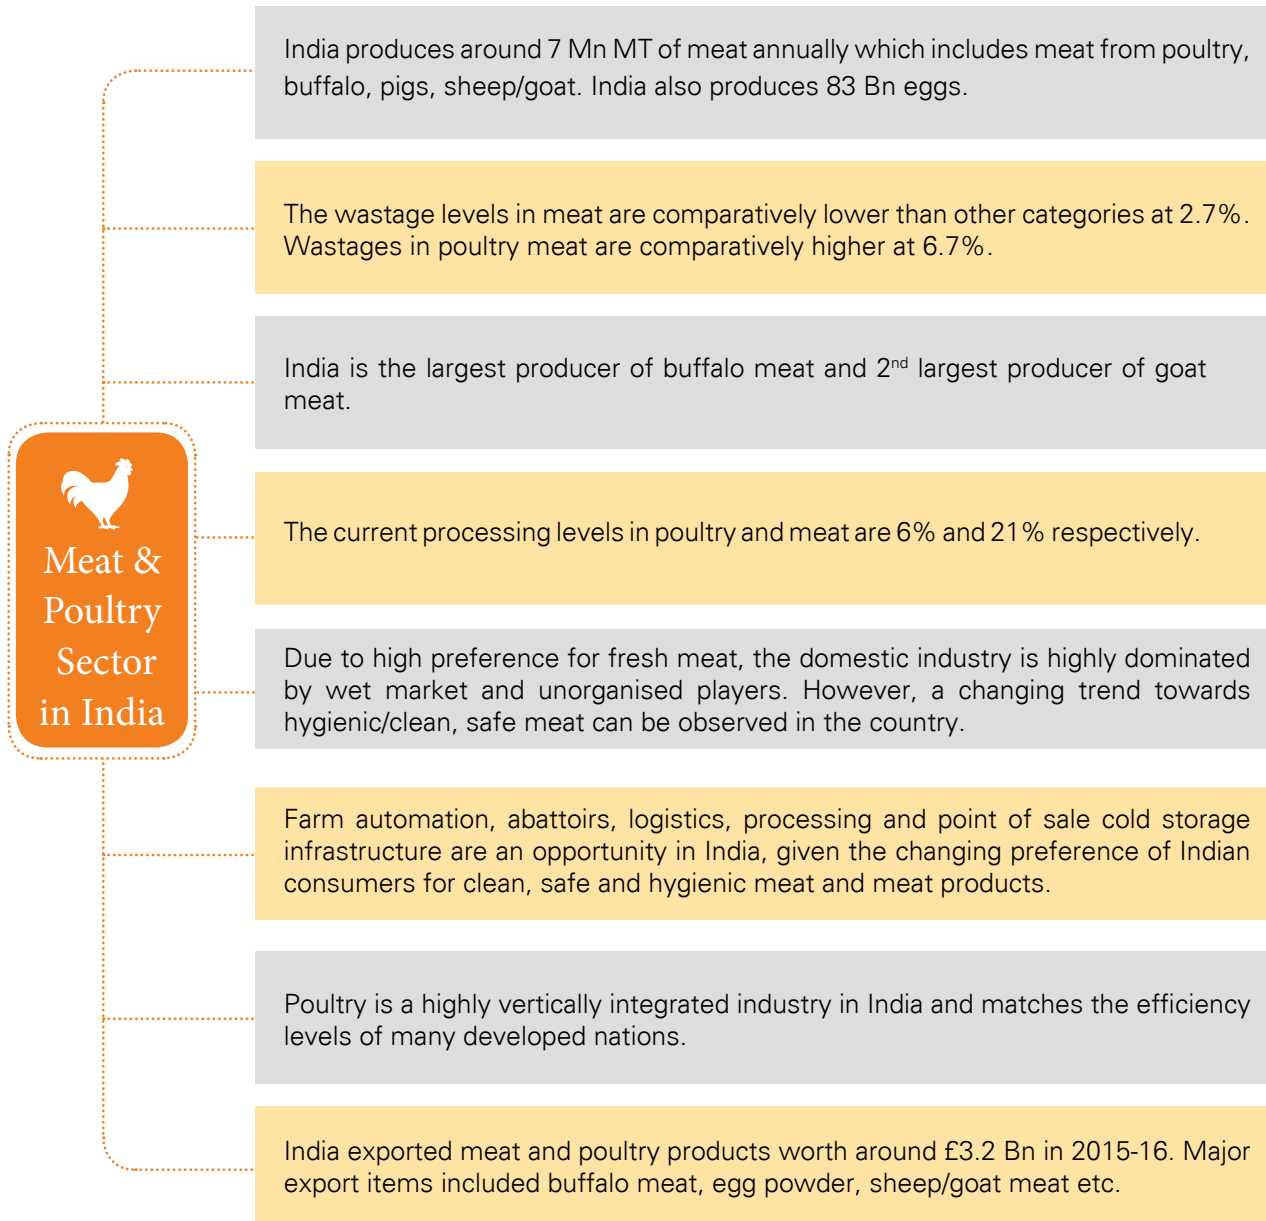 India produces around 7 Mn MT of meat annually which includes meat from poultry,
buffalo, pigs, sheep/goat. India also produces 83 Bn eggs.
The wastage levels in meat are comparatively lower than other categories at 2.7%.
Wastages in poultry meat are comparatively higher at 6.7%.
India is the largest producer of buffalo meat and 2nd largest producer of goat
meat.
The current processing levels in poultry and meat are 6% and 21% respectively.
Meat &
Poultry
Sector
in India
Due to high preference for fresh meat, the domestic industry is highly dominated
by wet market and unorganised players. However, a changing trend towards
hygienic/clean, safe meat can be observed in the country.
Farm automation, abattoirs, logistics, processing and point of sale cold storage
infrastructure are an opportunity in India, given the changing preference of Indian
consumers for clean, safe and hygienic meat and meat products.
Poultry is a highly vertically integrated industry in India and matches the efficiency
levels of many developed nations.
India exported meat and poultry products worth around £3.2 Bn in 2015-16. Major
export items included buffalo meat, egg powder, sheep/goat meat etc.